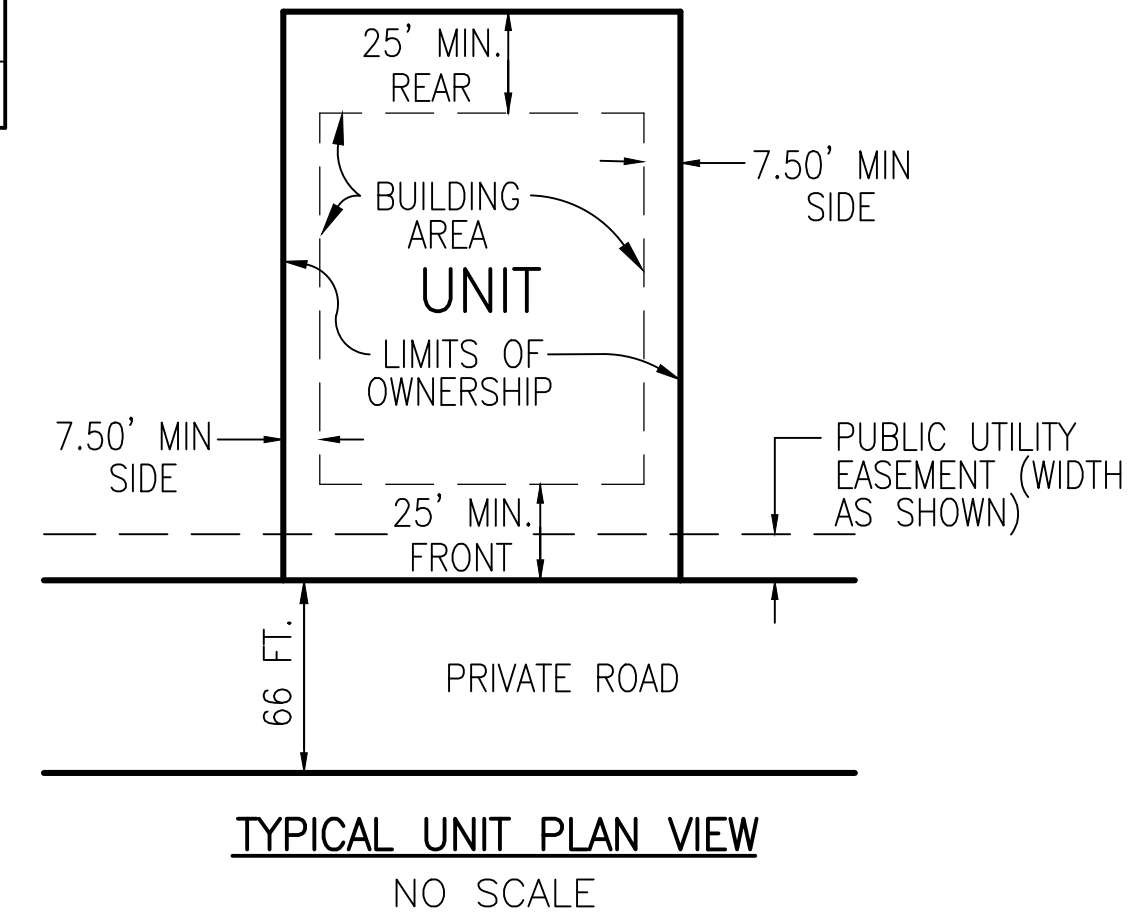 25' MIN.
REAR
7.50' MIN
SIDE
BUILDING
AREA
UNIT
LIMITS OF
OWNERSHIP
7.50' MIN
SIDE
PUBLIC UTILITY
EASEMENT (WIDTH
AS SHOWN)
25' MIN.
FRONT
66 FT.
PRIVATE ROAD
TYPICAL UNIT PLAN VIEW
NO SCALE